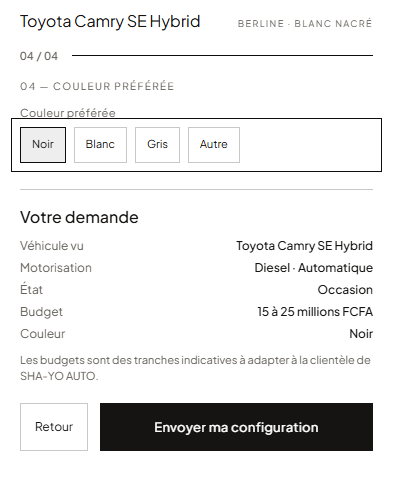 Toyota Camry SE Hybrid BERLINE · BLANC NACRÉ
04 / 04
04 — COULEUR PRÉFÉRÉE
Couleur préférée
Noir Blanc Gris Autre
Votre demande
Véhicule vu Toyota Camry SE Hybrid
Motorisation Diesel · Automatique
État Occasion
Budget 15 à 25 millions FCFA
Couleur Noir
Les budgets sont des tranches indicatives à adapter à la clientèle de
SHA-YO AUTO.
Retour Envoyer ma configuration